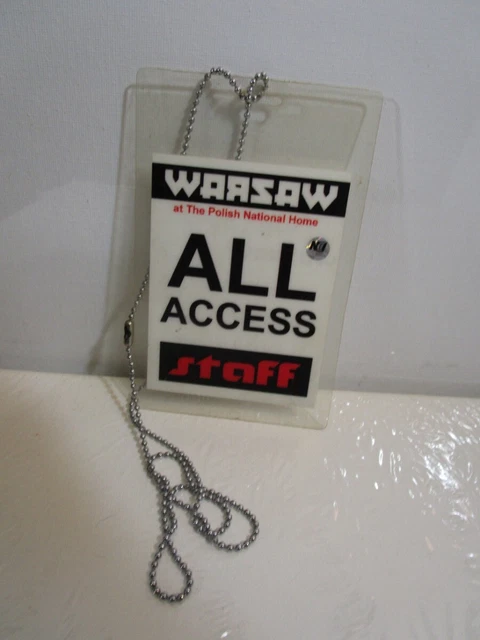 WARSAW
at The Polish National Home
ALL
ACCESS
staff